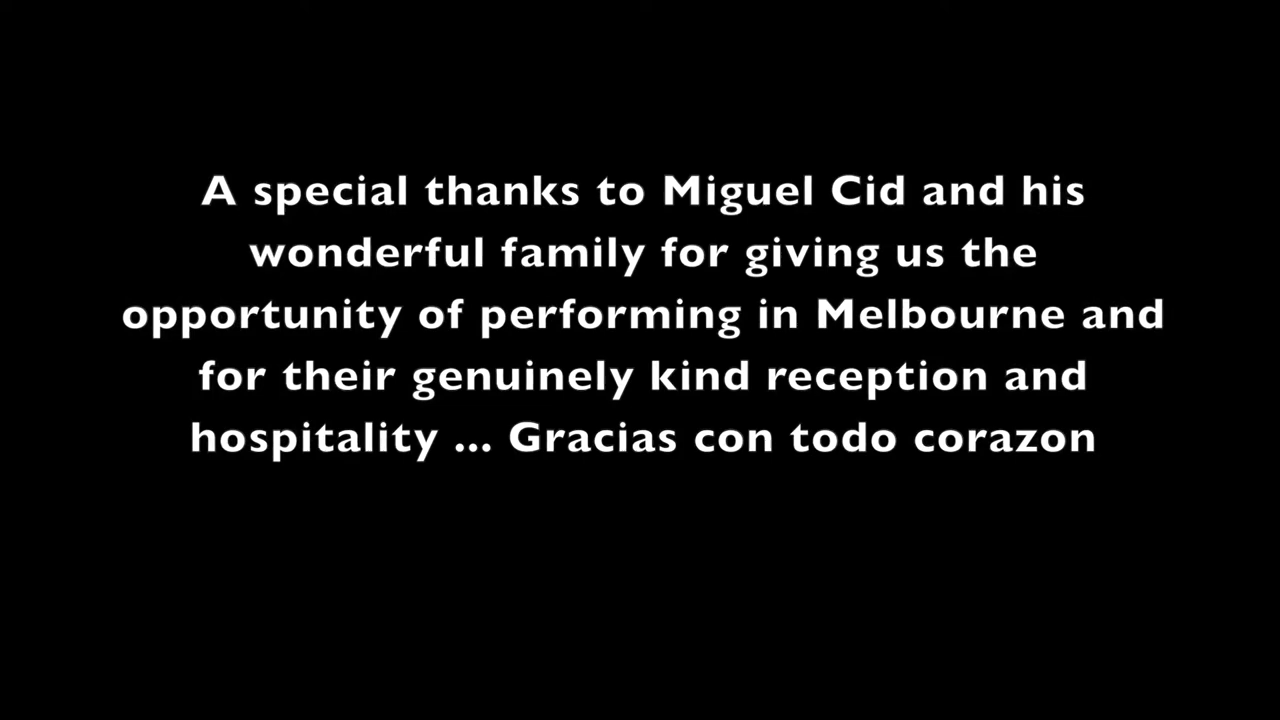 A special thanks to Miguel Cid and his
wonderful family for giving us the
opportunity of performing in Melbourne and
for their genuinely kind reception and
hospitality ... Gracias con todo corazon